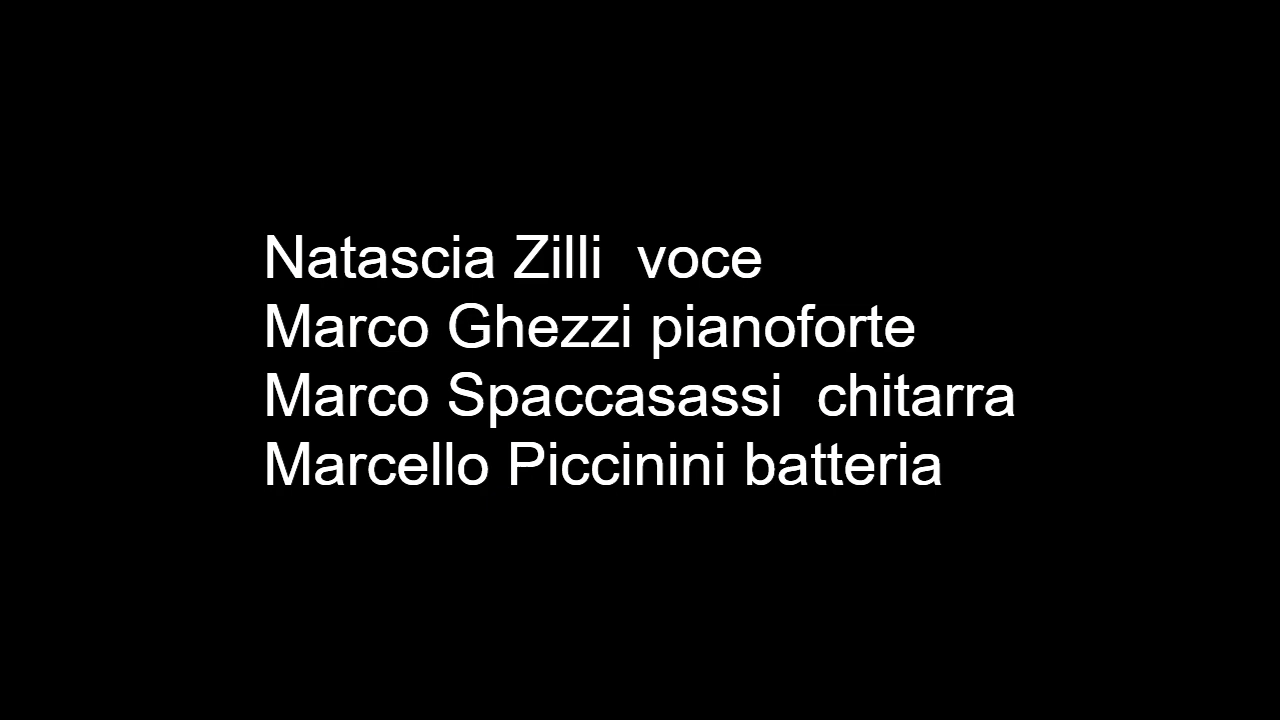 Natascia Zilli  voce
Marco Ghezzi pianoforte
Marco Spaccasassi  chitarra
Marcello Piccinini batteria